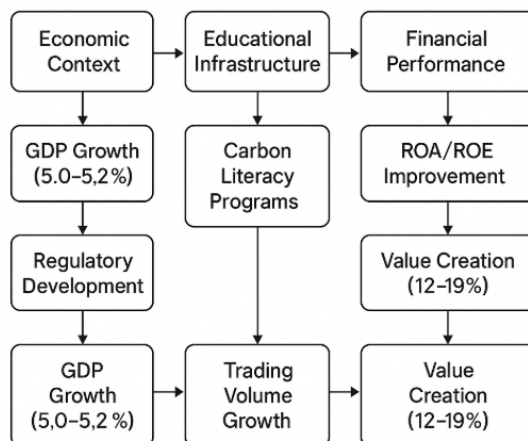 Economic
Context
Educational
Infrastructure
Financial
Performance
GDP Growth
(5.0–5,2 %)
Carbon
Literacy
Programs
ROA/ROE
Improvement
Regulatory
Development
Value Creation
(12–19%)
GDP
Growth
(5,0–5,2 %)
Trading
Volume
Growth
Value
Creation
(12–19%)